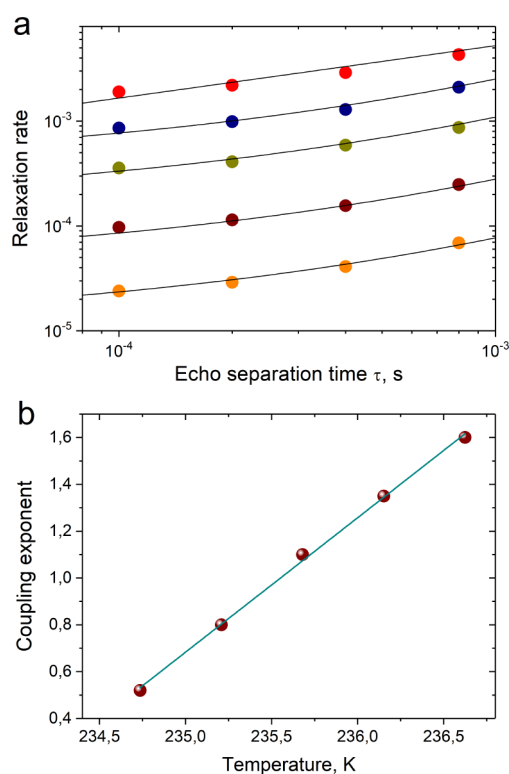 a
10⁻³
10⁻⁴
10⁻⁵
Relaxation rate
10⁻⁴ 10⁻³
Echo separation time τ, s
b
1,6
1,4
1,2
1,0
0,8
0,6
0,4
Coupling exponent
234,5 235,0 235,5 236,0 236,5
Temperature, K